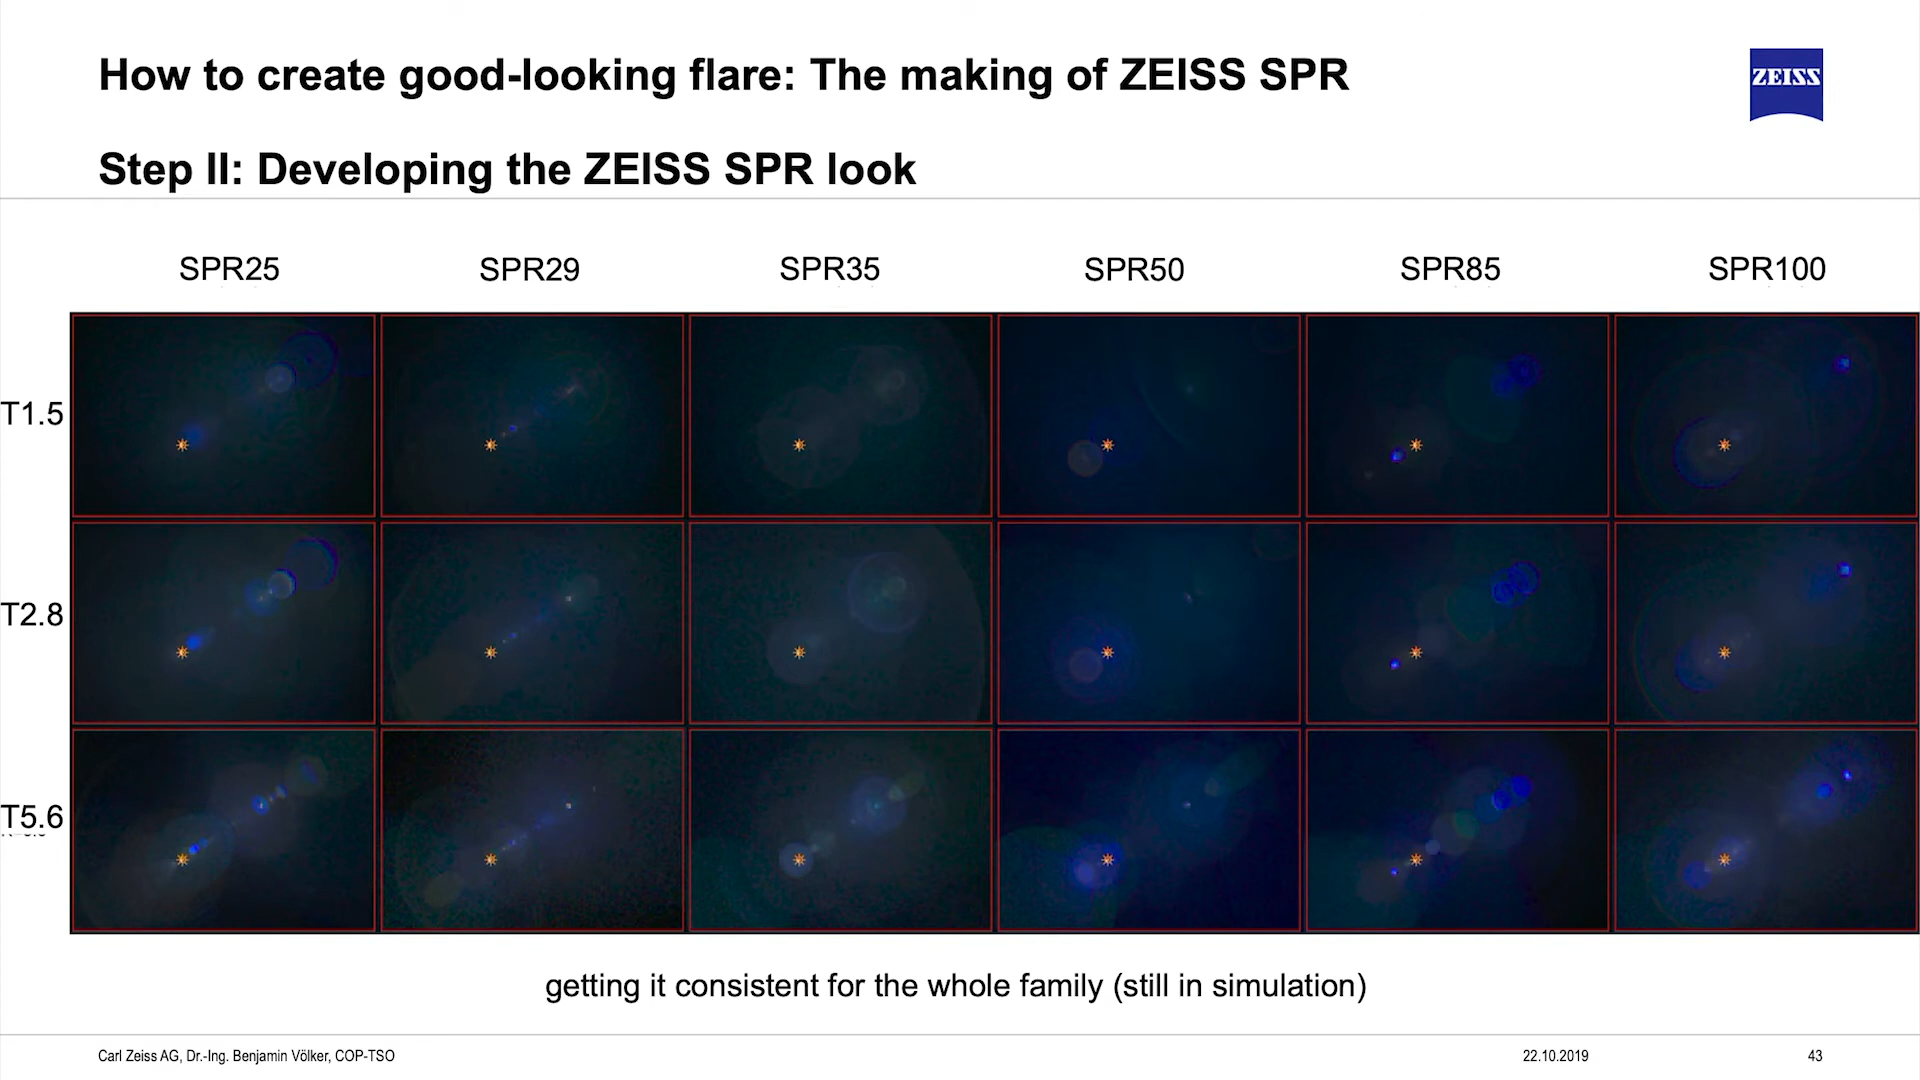 How to create good-looking flare: The making of ZEISS SPR
ZEISS
Step II: Developing the ZEISS SPR look
SPR25 SPR29 SPR35 SPR50 SPR85 SPR100
T1.5
T2.8
T5.6
getting it consistent for the whole family (still in simulation)
Carl Zeiss AG, Dr.-Ing. Benjamin Völker, COP-TSO 22.10.2019 43